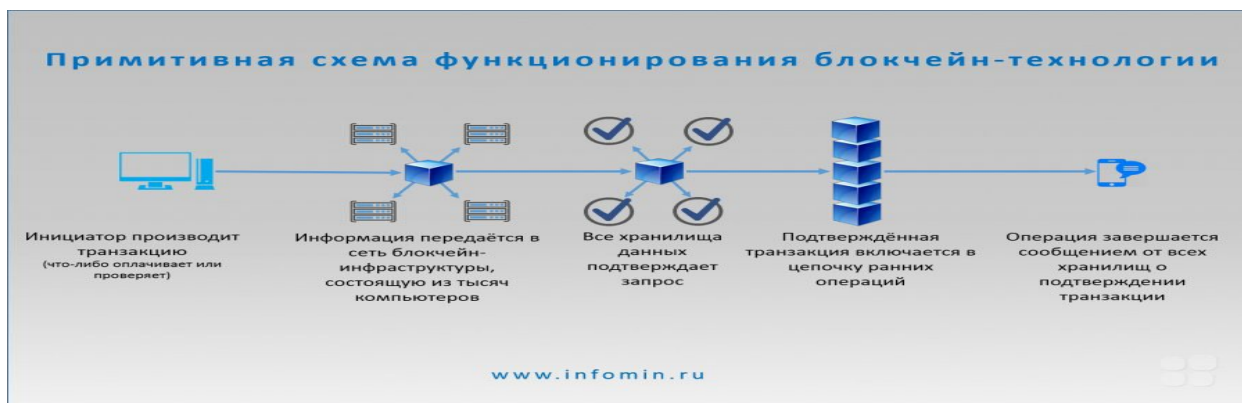 Примитивная схема функционирования блокчейн-технологии
Инициатор производит
транзакцию
(что-либо оплачивает или
проверяет)
Информация передаётся в
сеть блокчейн-
инфраструктуры,
состоящую из тысяч
компьютеров
Все хранилища
данных
подтверждает
запрос
Подтверждённая
транзакция включается в
цепочку ранних
операций
Операция завершается
сообщением от всех
хранилищ о
подтверждении
транзакции
www.infomin.ru